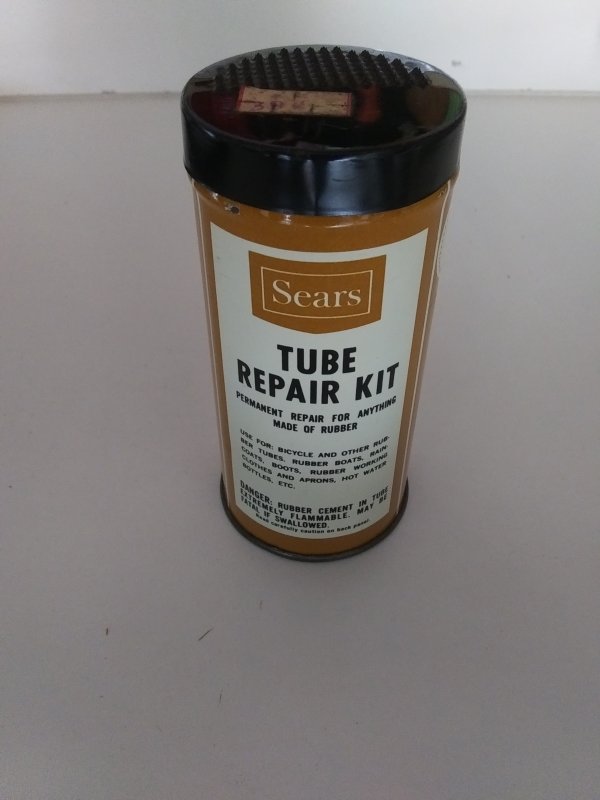 Sears
TUBE
REPAIR KIT
PERMANENT REPAIR FOR ANYTHING
MADE OF RUBBER
USE FOR: BICYCLE AND OTHER RUB-
BER TUBES, RUBBER BOATS, RAIN-
COATS, BOOTS, RUBBER WORKING
CLOTHES AND APRONS, HOT WATER
BOTTLES, ETC.
DANGER: RUBBER CEMENT IN TUBE
EXTREMELY FLAMMABLE. MAY BE
FATAL IF SWALLOWED.
Read carefully caution on back panel.